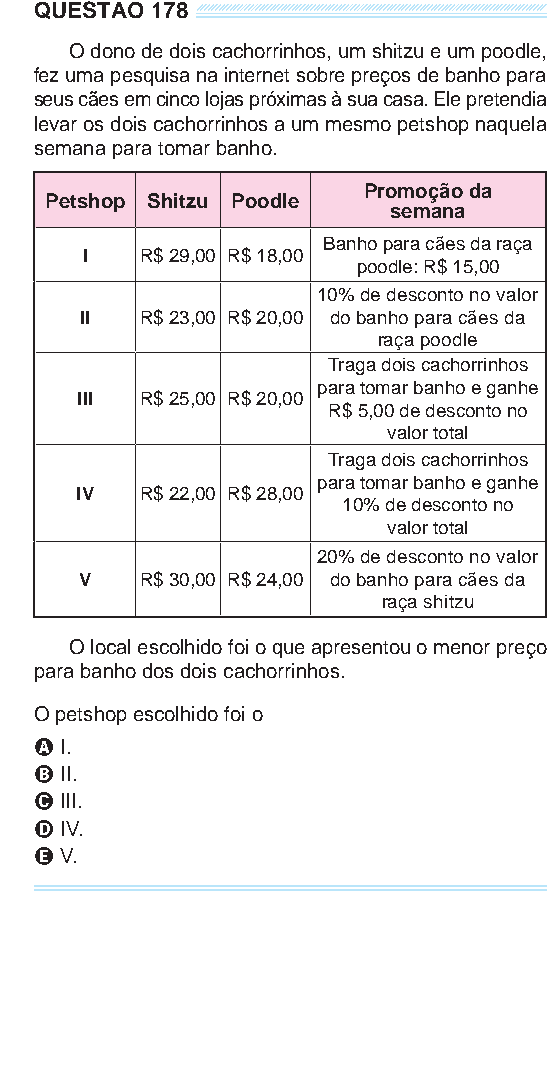 QUESTAO 178
O dono de dois cachorrinhos, um shitzu e um poodle,
fez uma pesquisa na internet sobre preços de banho para
seus cães em cinco lojas próximas à sua casa. Ele pretendia
levar os dois cachorrinhos a um mesmo petshop naquela
semana para tomar banho.
Petshop Shitzu Poodle Promoção da
semana
I R$ 29,00 R$ 18,00 Banho para cães da raça
poodle: R$ 15,00
II R$ 23,00 R$ 20,00 10% de desconto no valor
do banho para cães da
raça poodle
III R$ 25,00 R$ 20,00 Traga dois cachorrinhos
para tomar banho e ganhe
R$ 5,00 de desconto no
valor total
IV R$ 22,00 R$ 28,00 Traga dois cachorrinhos
para tomar banho e ganhe
10% de desconto no
valor total
V R$ 30,00 R$ 24,00 20% de desconto no valor
do banho para cães da
raça shitzu
O local escolhido foi o que apresentou o menor preço
para banho dos dois cachorrinhos.
O petshop escolhido foi o
A I.
B II.
C III.
D IV.
E V.